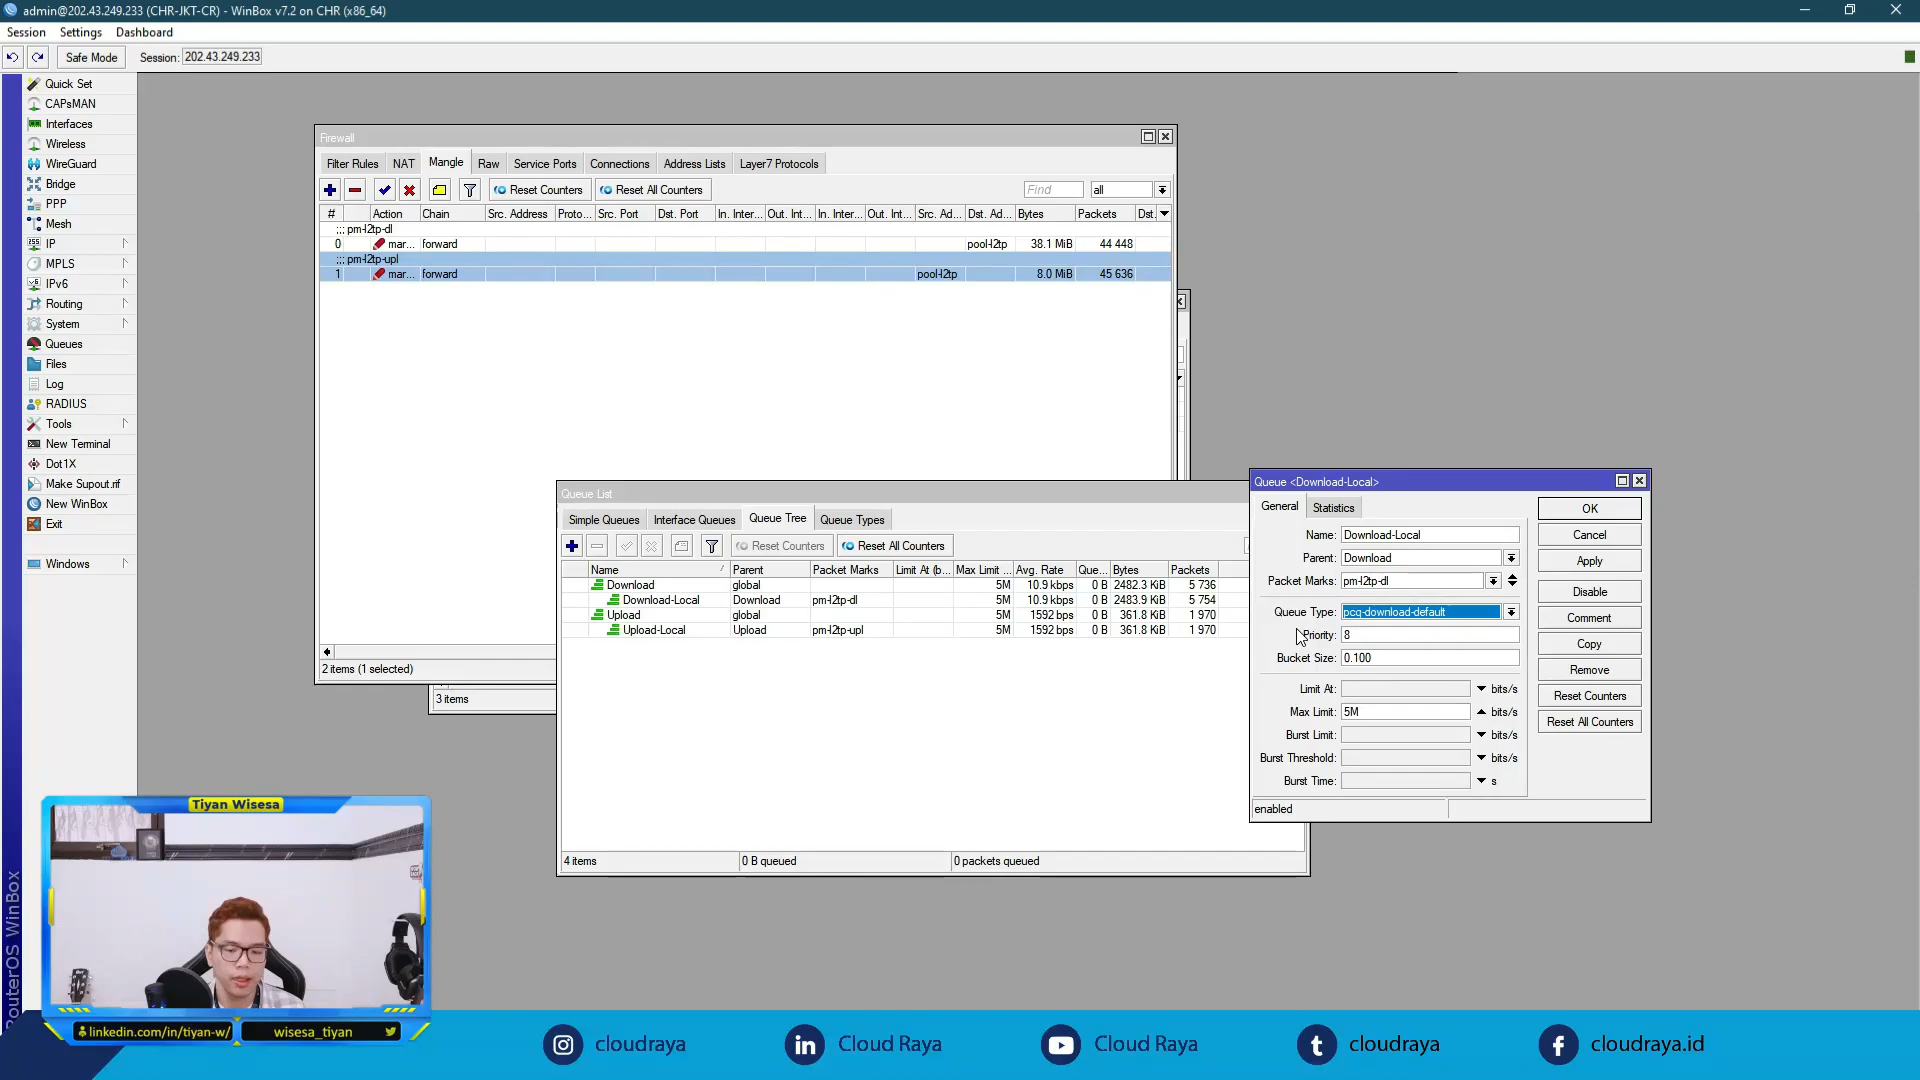 admin@202.43.249.233 (CHR-JKT-CR) - WinBox v7.2 on CHR (x86_64)
Session Settings Dashboard
Safe Mode Session: 202.43.249.233
Quick Set
CAPsMAN
Interfaces
Wireless
WireGuard
Bridge
PPP
Mesh
IP
MPLS
IPv6
Routing
System
Queues
Files
Log
RADIUS
Tools
New Terminal
Dot1X
Make Supout.rif
New WinBox
Exit
Windows
RouterOS WinBox
Firewall
Filter Rules NAT Mangle Raw Service Ports Connections Address Lists Layer7 Protocols
Reset Counters Reset All Counters Find all
# Action Chain Src. Address Proto... Src. Port Dst. Port In. Inter... Out. Int... In. Inter... Out. Int... Src. Ad... Dst. Ad... Bytes Packets Dst.
;;; pm-l2tp-dl
0 mar... forward pool-l2tp 38.1 MiB 44 448
;;; pm-l2tp-upl
1 mar... forward pool-l2tp 8.0 MiB 45 636
2 items (1 selected)
3 items
Queue List
Simple Queues Interface Queues Queue Tree Queue Types
Reset Counters Reset All Counters
Name Parent Packet Marks Limit At (b... Max Limit ... Avg. Rate Que... Bytes Packets
Download global 5M 10.9 kbps 0 B 2482.3 KiB 5 736
Download-Local Download pm-l2tp-dl 5M 10.9 kbps 0 B 2483.9 KiB 5 754
Upload global 5M 1592 bps 0 B 361.8 KiB 1 970
Upload-Local Upload pm-l2tp-upl 5M 1592 bps 0 B 361.8 KiB 1 970
4 items 0 B queued 0 packets queued
Queue <Download-Local>
General Statistics
Name: Download-Local
Parent: Download
Packet Marks: pm-l2tp-dl
Queue Type: pcq-download-default
Priority: 8
Bucket Size: 0.100
Limit At: bits/s
Max Limit: 5M bits/s
Burst Limit: bits/s
Burst Threshold: bits/s
Burst Time: s
enabled
OK
Cancel
Apply
Disable
Comment
Copy
Remove
Reset Counters
Reset All Counters
Tiyan Wisesa
linkedin.com/in/tiyan-w/ wisesa_tiyan
cloudraya Cloud Raya Cloud Raya cloudraya cloudraya.id